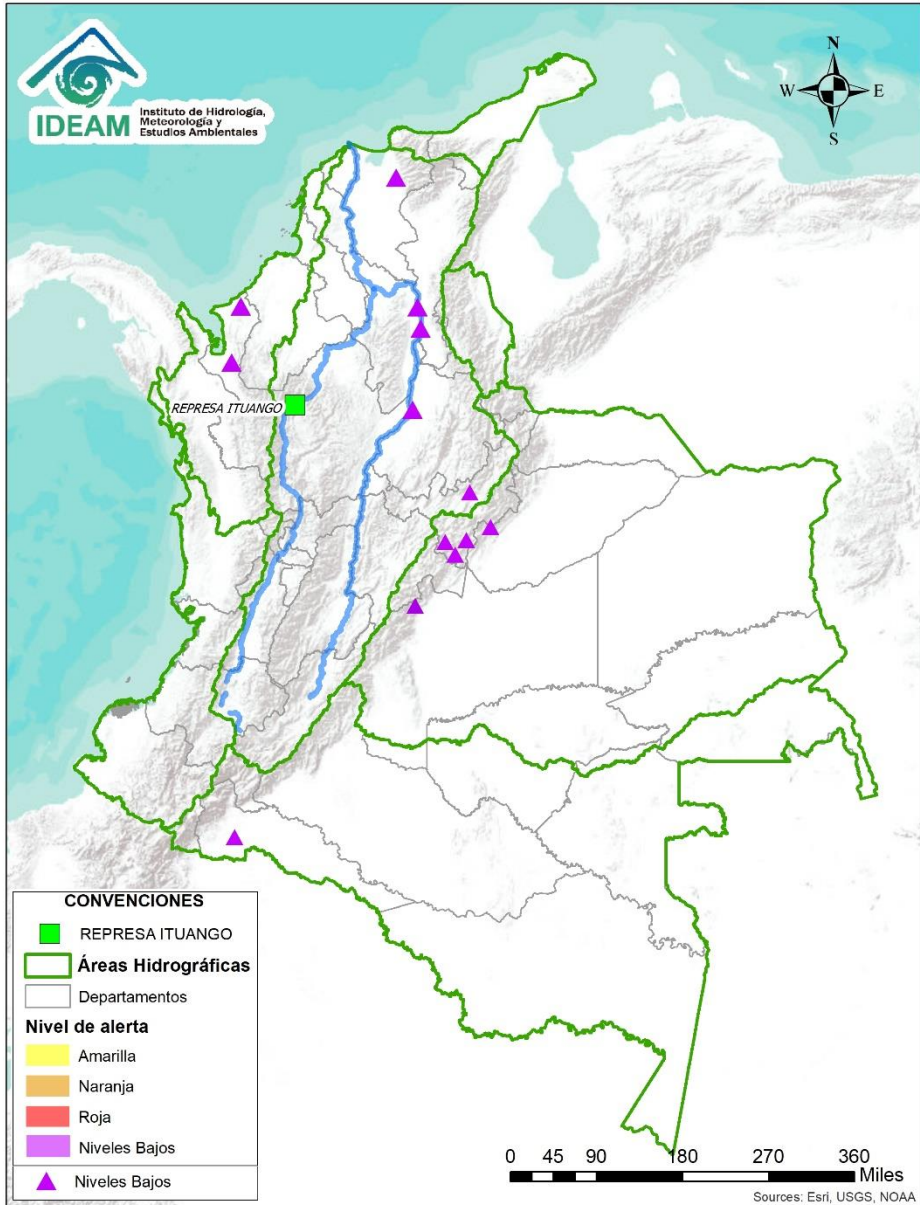 IDEAM
Instituto de Hidrología,
Meteorología y
Estudios Ambientales
N
W
E
S
REPRESA ITUANGO
CONVENCIONES
REPRESA ITUANGO
Áreas Hidrográficas
Departamentos
Nivel de alerta
Amarilla
Naranja
Roja
Niveles Bajos
Niveles Bajos
0 45 90 180 270 360
Miles
Sources: Esri, USGS, NOAA